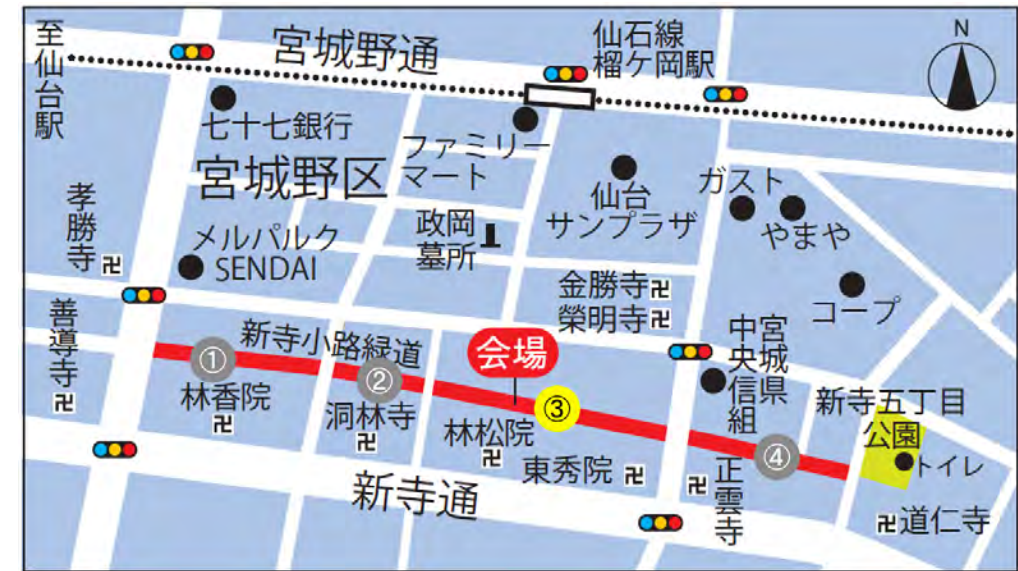 至仙台駅
宮城野通
仙石線
榴ケ岡駅
N
七十七銀行
宮城野区
ファミリー
マート
仙台
サンプラザ
ガスト
やまや
孝勝寺
メルパルク
SENDAI
政岡
墓所
金勝寺
榮明寺
コープ
善導寺
新寺小路緑道
会場
宮城県
中央信組
新寺五丁目
公園
トイレ
①
②
③
④
林香院
洞林寺
林松院
東秀院
正雲寺
道仁寺
新寺通